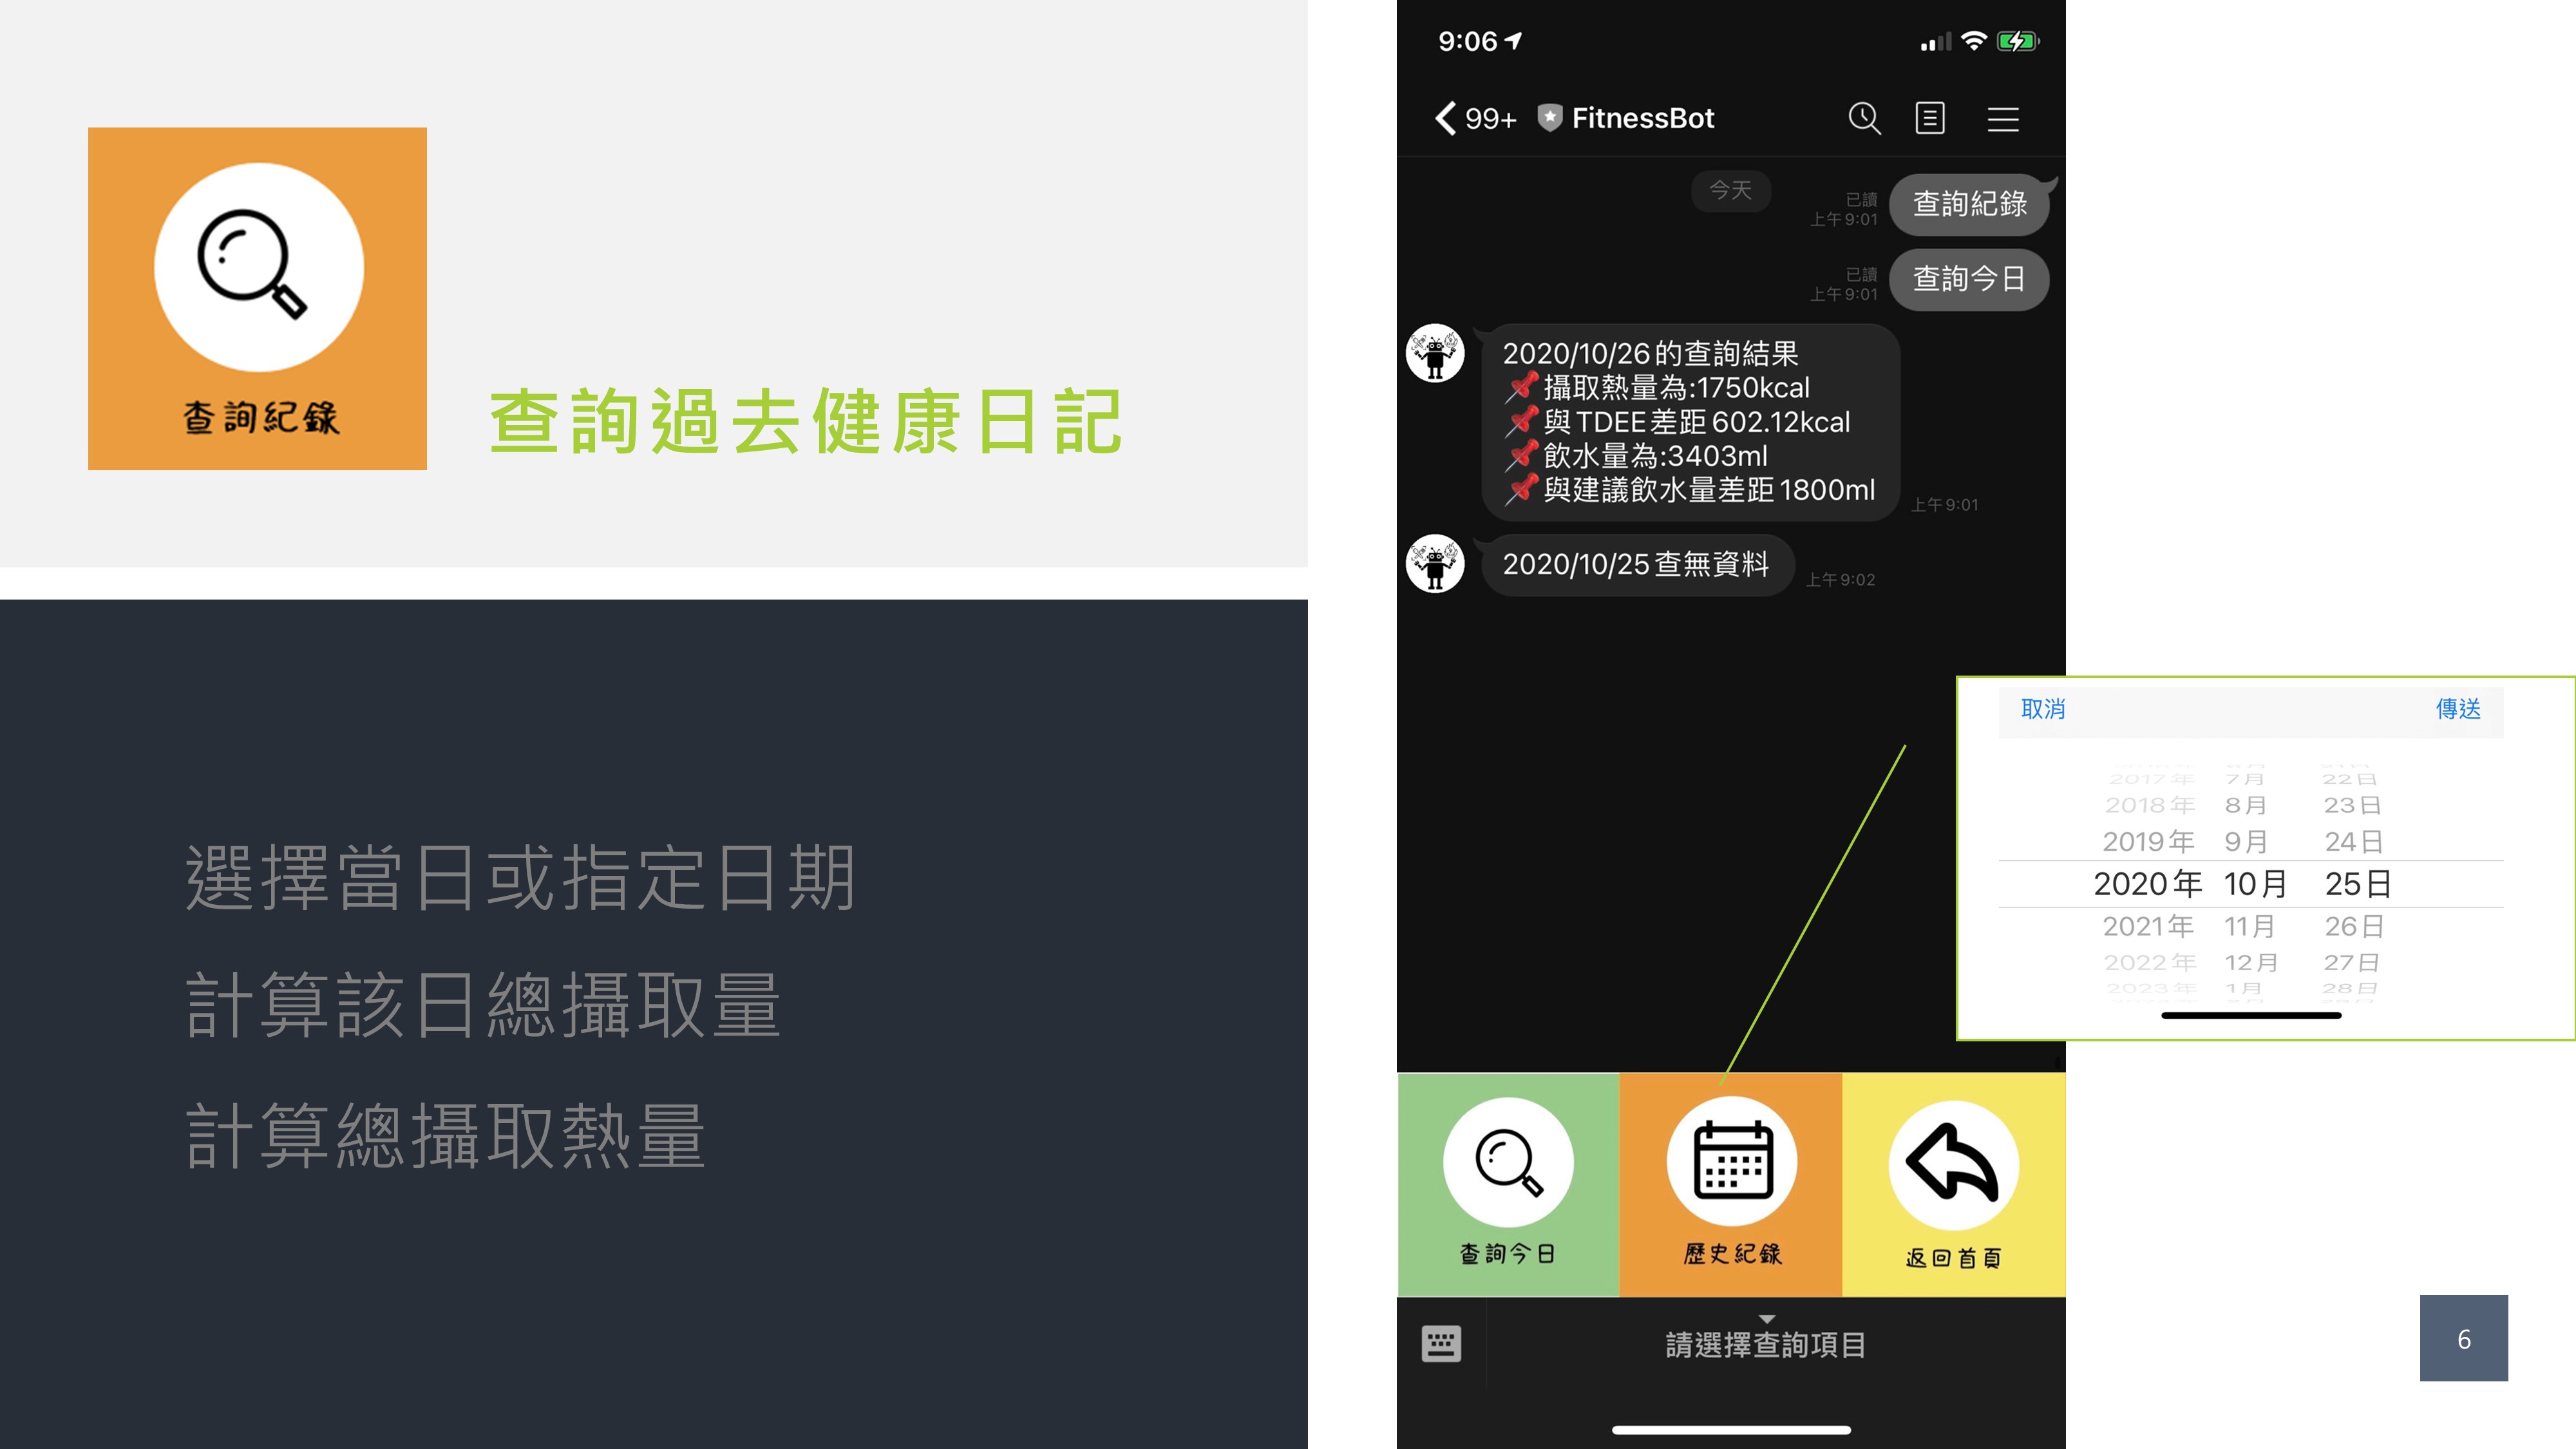 查詢紀錄
查詢過去健康日記
選擇當日或指定日期
計算該日總攝取量
計算總攝取熱量
9:06
99+ FitnessBot
今天
已讀
上午9:01
查詢紀錄
已讀
上午9:01
查詢今日
2020/10/26的查詢結果
攝取熱量為:1750kcal
與TDEE差距602.12kcal
飲水量為:3403ml
與建議飲水量差距1800ml
上午9:01
2020/10/25查無資料
上午9:02
取消 傳送
2017年 7月 22日
2018年 8月 23日
2019年 9月 24日
2020年 10月 25日
2021年 11月 26日
2022年 12月 27日
2023年 1月 28日
查詢今日
歷史紀錄
返回首頁
請選擇查詢項目
6